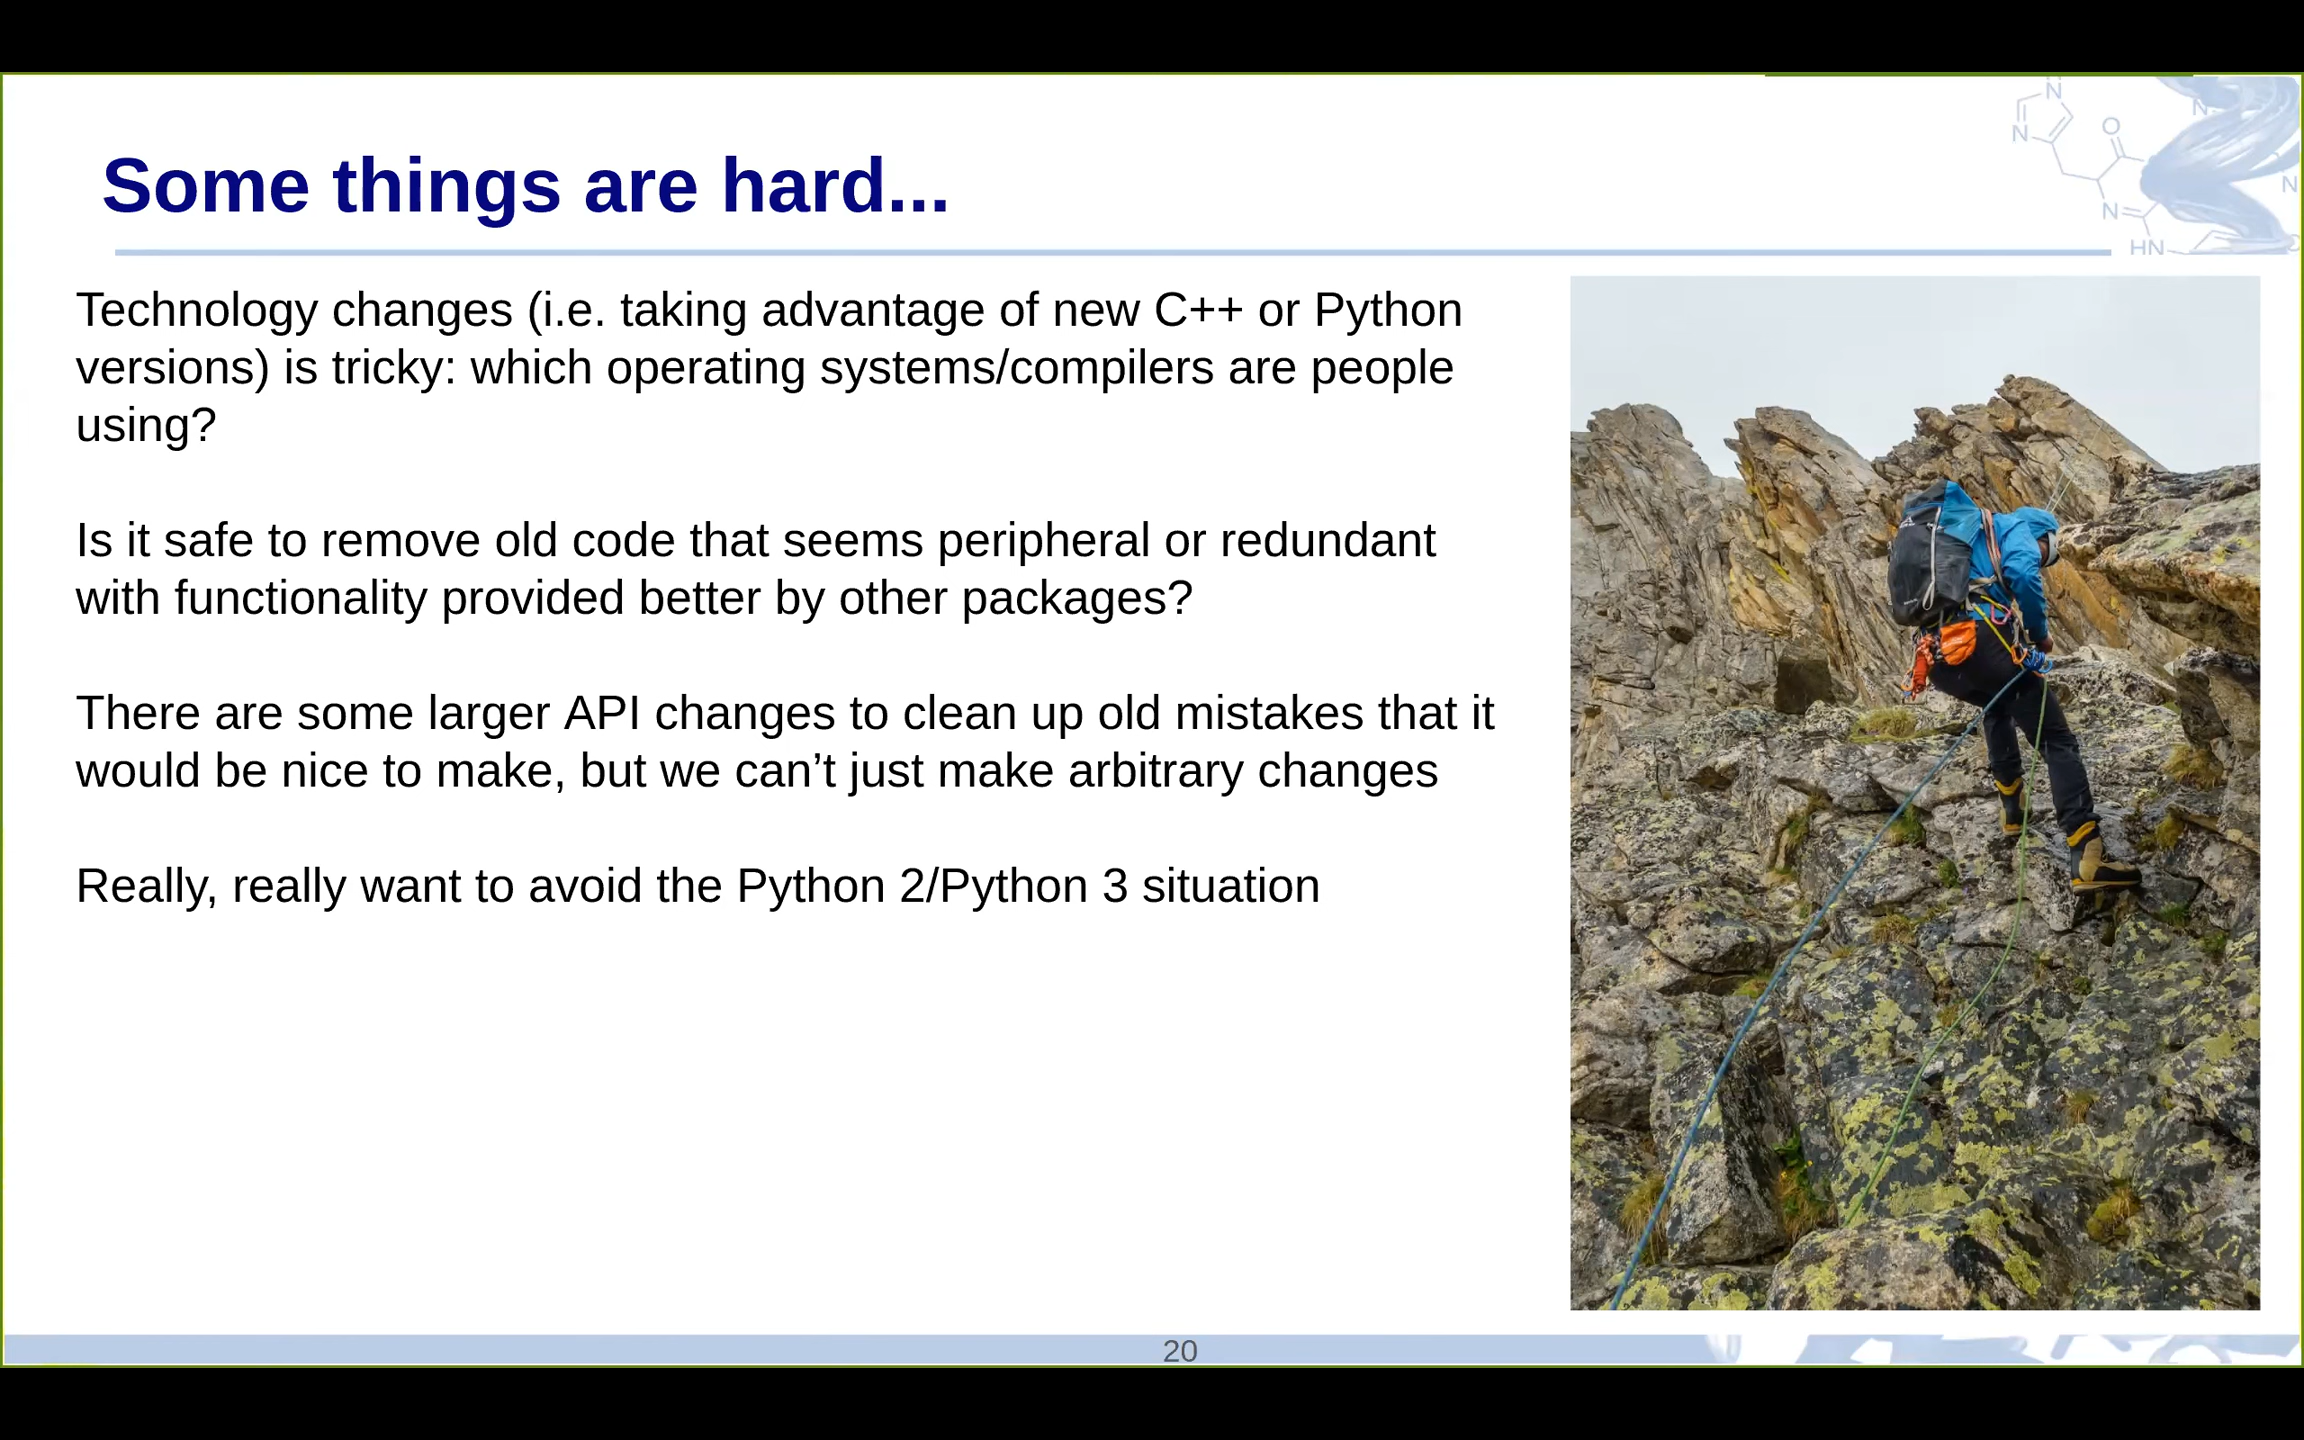 Some things are hard...
Technology changes (i.e. taking advantage of new C++ or Python
versions) is tricky: which operating systems/compilers are people
using?
Is it safe to remove old code that seems peripheral or redundant
with functionality provided better by other packages?
There are some larger API changes to clean up old mistakes that it
would be nice to make, but we can’t just make arbitrary changes
Really, really want to avoid the Python 2/Python 3 situation
N
N
O
N
N
N
HN
20